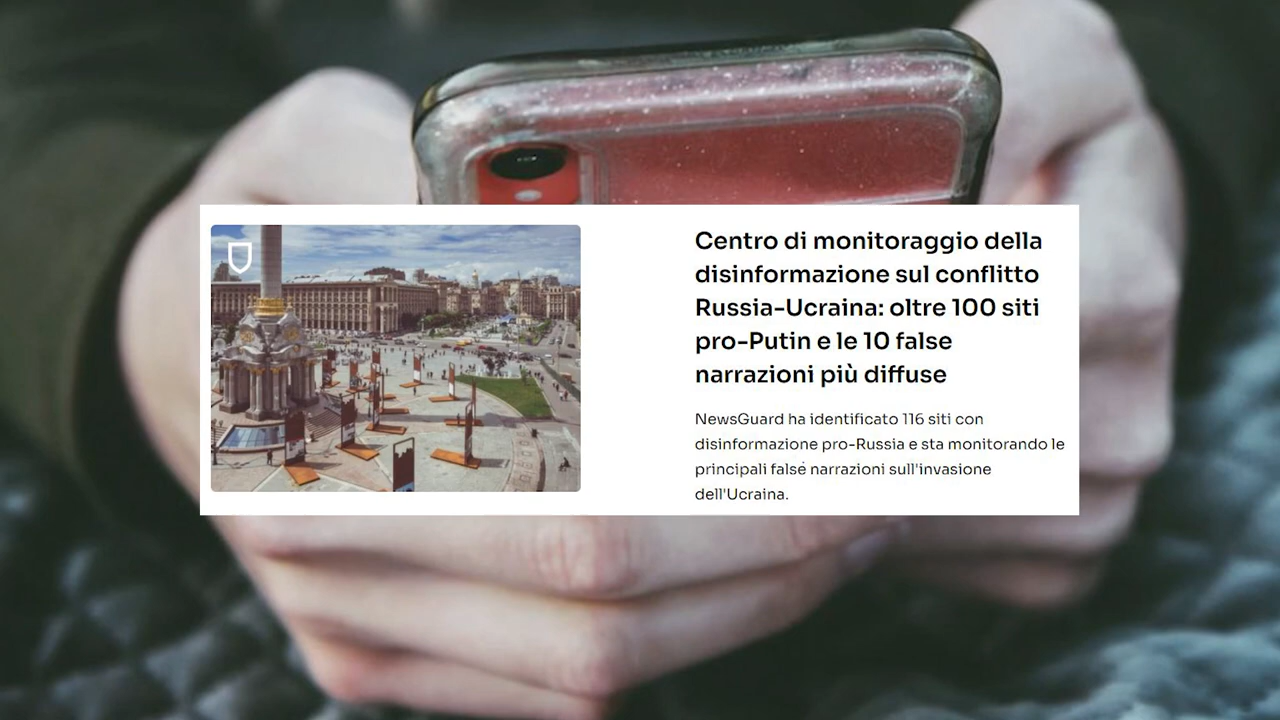 Centro di monitoraggio della
disinformazione sul conflitto
Russia-Ucraina: oltre 100 siti
pro-Putin e le 10 false
narrazioni più diffuse
NewsGuard ha identificato 116 siti con
disinformazione pro-Russia e sta monitorando le
principali false narrazioni sull'invasione
dell'Ucraina.